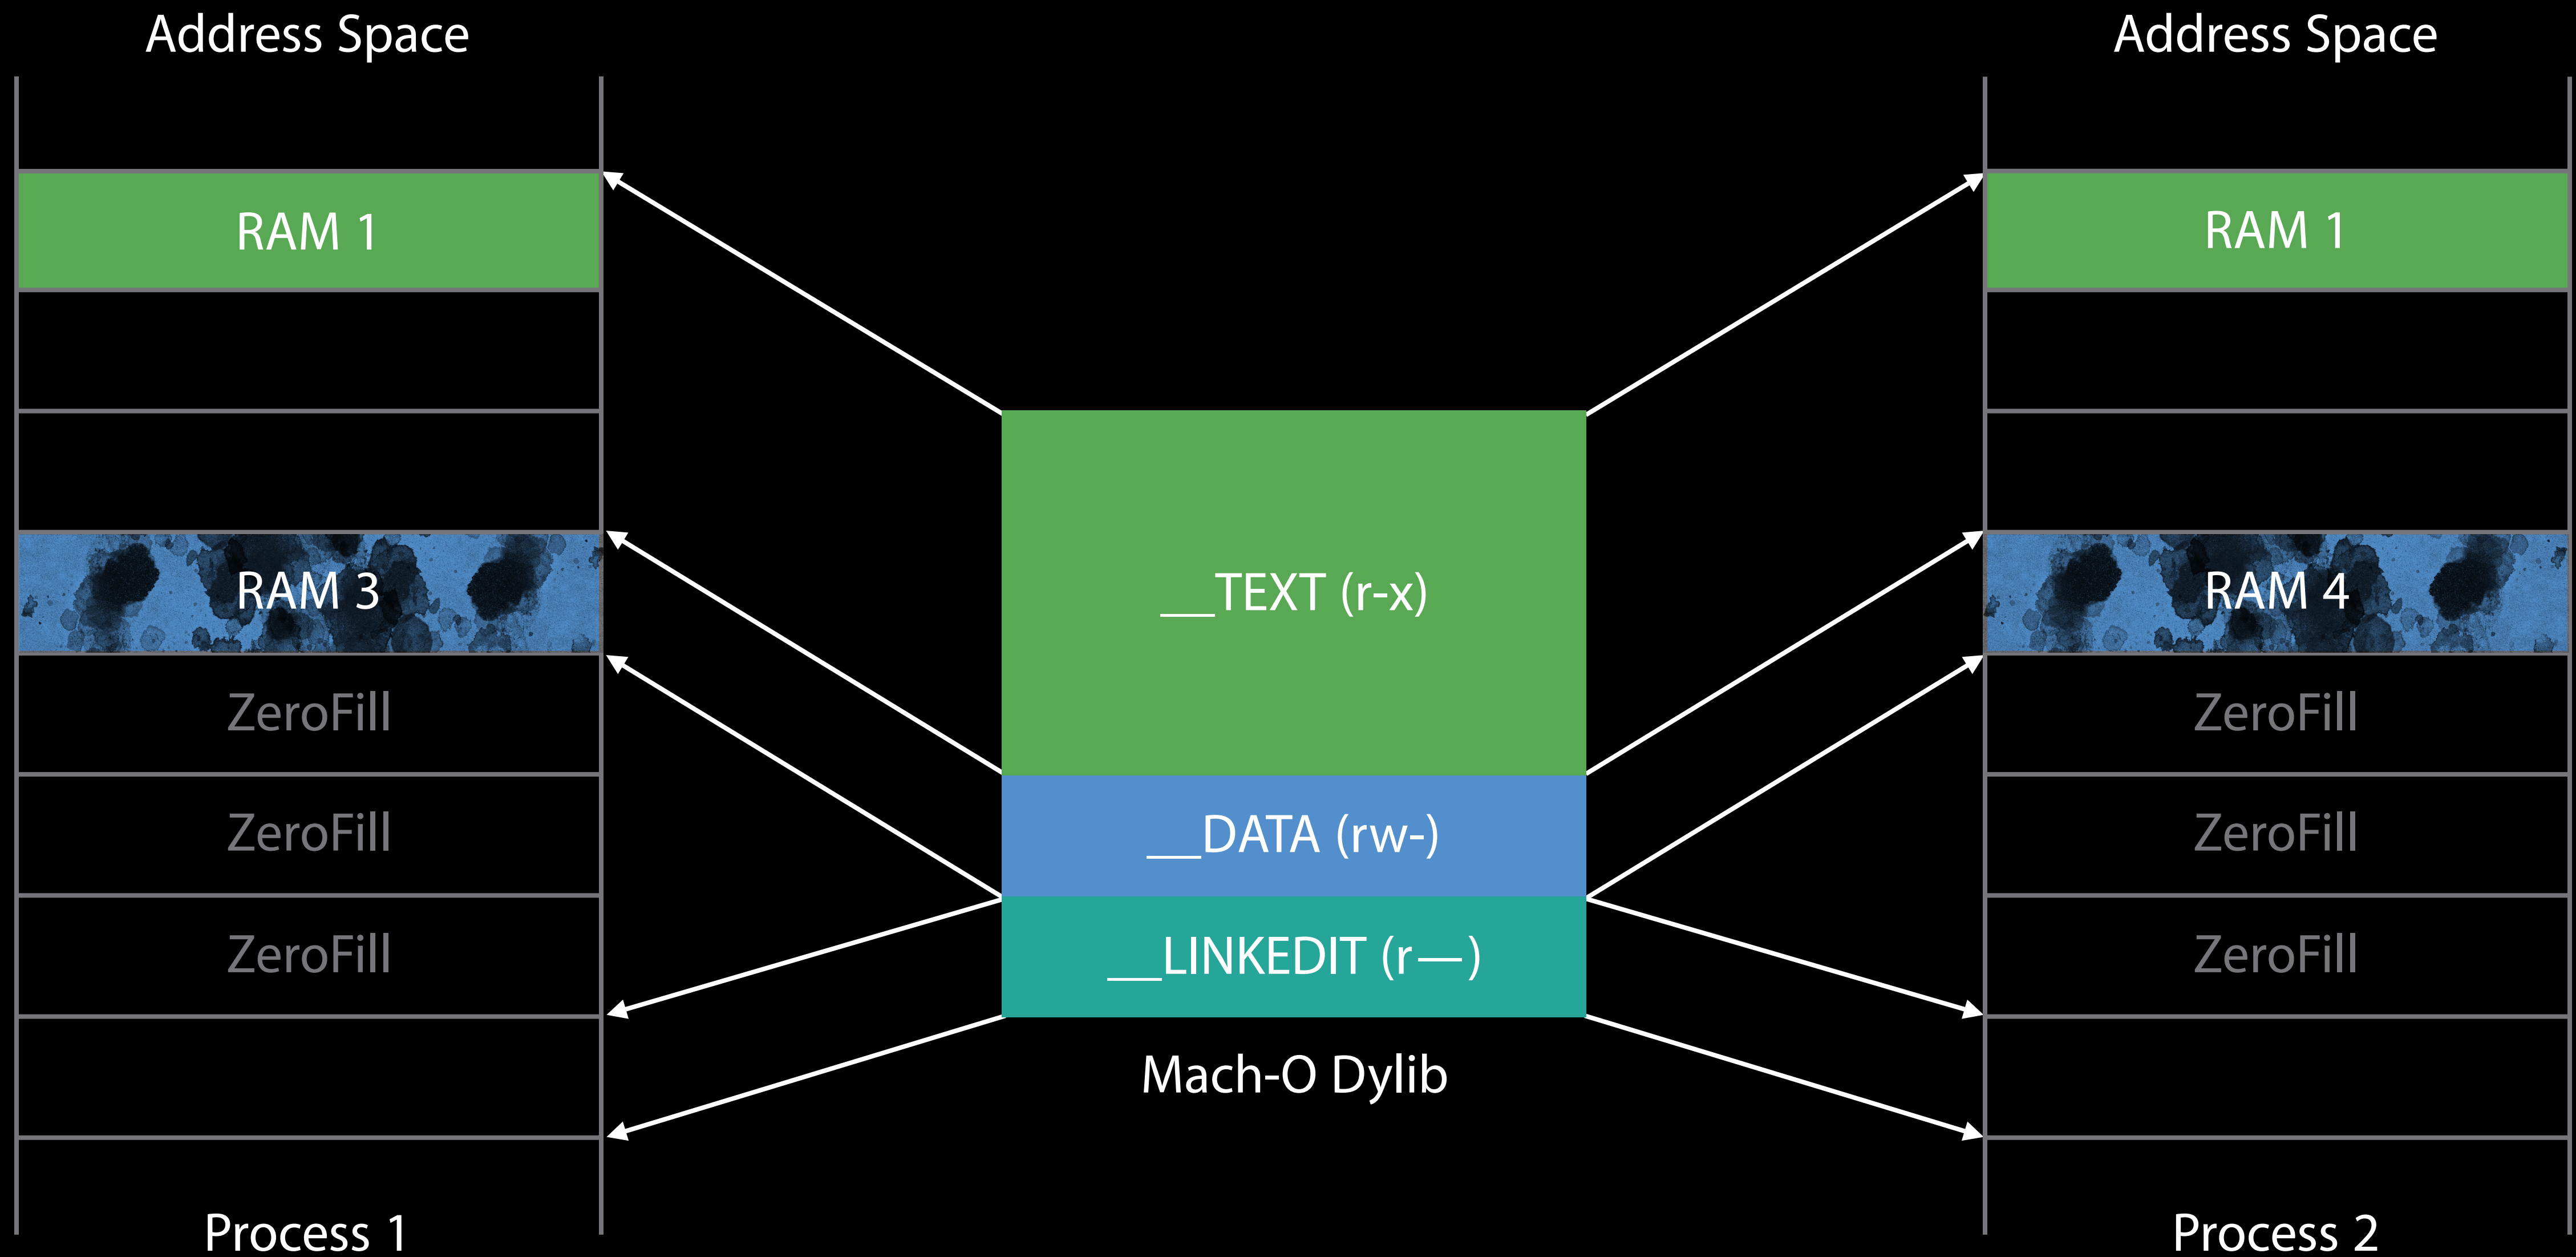 Address Space
RAM 1
RAM 3
ZeroFill
ZeroFill
ZeroFill
Process 1
__TEXT (r-x)
__DATA (rw-)
__LINKEDIT (r—)
Mach-O Dylib
Address Space
RAM 1
RAM 4
ZeroFill
ZeroFill
ZeroFill
Process 2